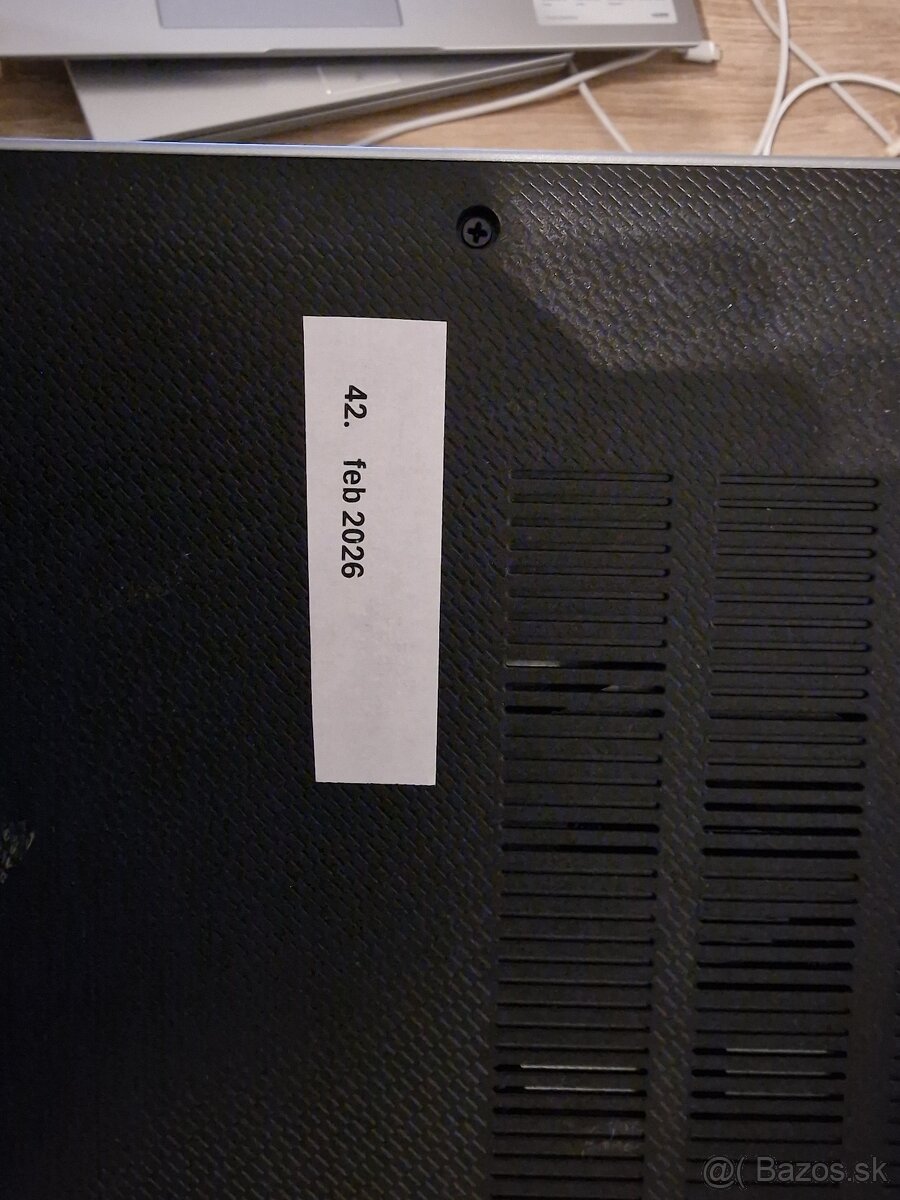 42. feb 2026
@( Bazos.sk